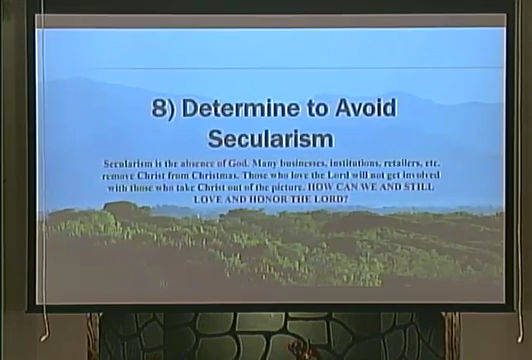 8) Determine to Avoid
Secularism
Secularism is the absence of God. Many businesses, institutions, retailers, etc.
remove Christ from Christmas. Those who love the Lord will not get involved
with those who take Christ out of the picture. HOW CAN WE AND STILL
LOVE AND HONOR THE LORD?